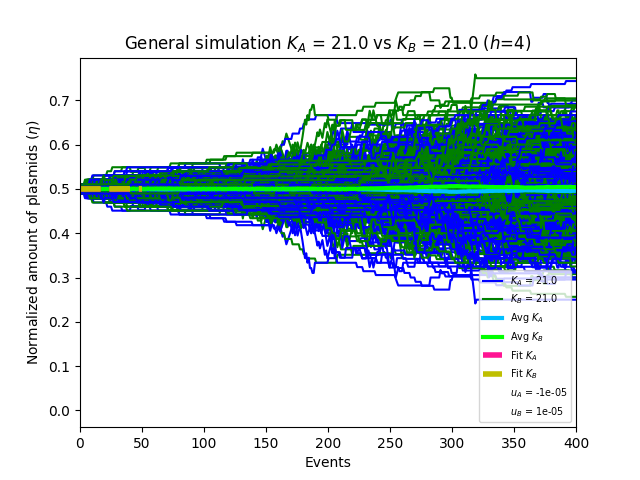 General simulation K_A = 21.0 vs K_B = 21.0 (h=4)
Normalized amount of plasmids (η)
0.7
0.6
0.5
0.4
0.3
0.2
0.1
0.0
K_A = 21.0
K_B = 21.0
Avg K_A
Avg K_B
Fit K_A
Fit K_B
u_A = -1e-05
u_B = 1e-05
0 50 100 150 200 250 300 350 400
Events